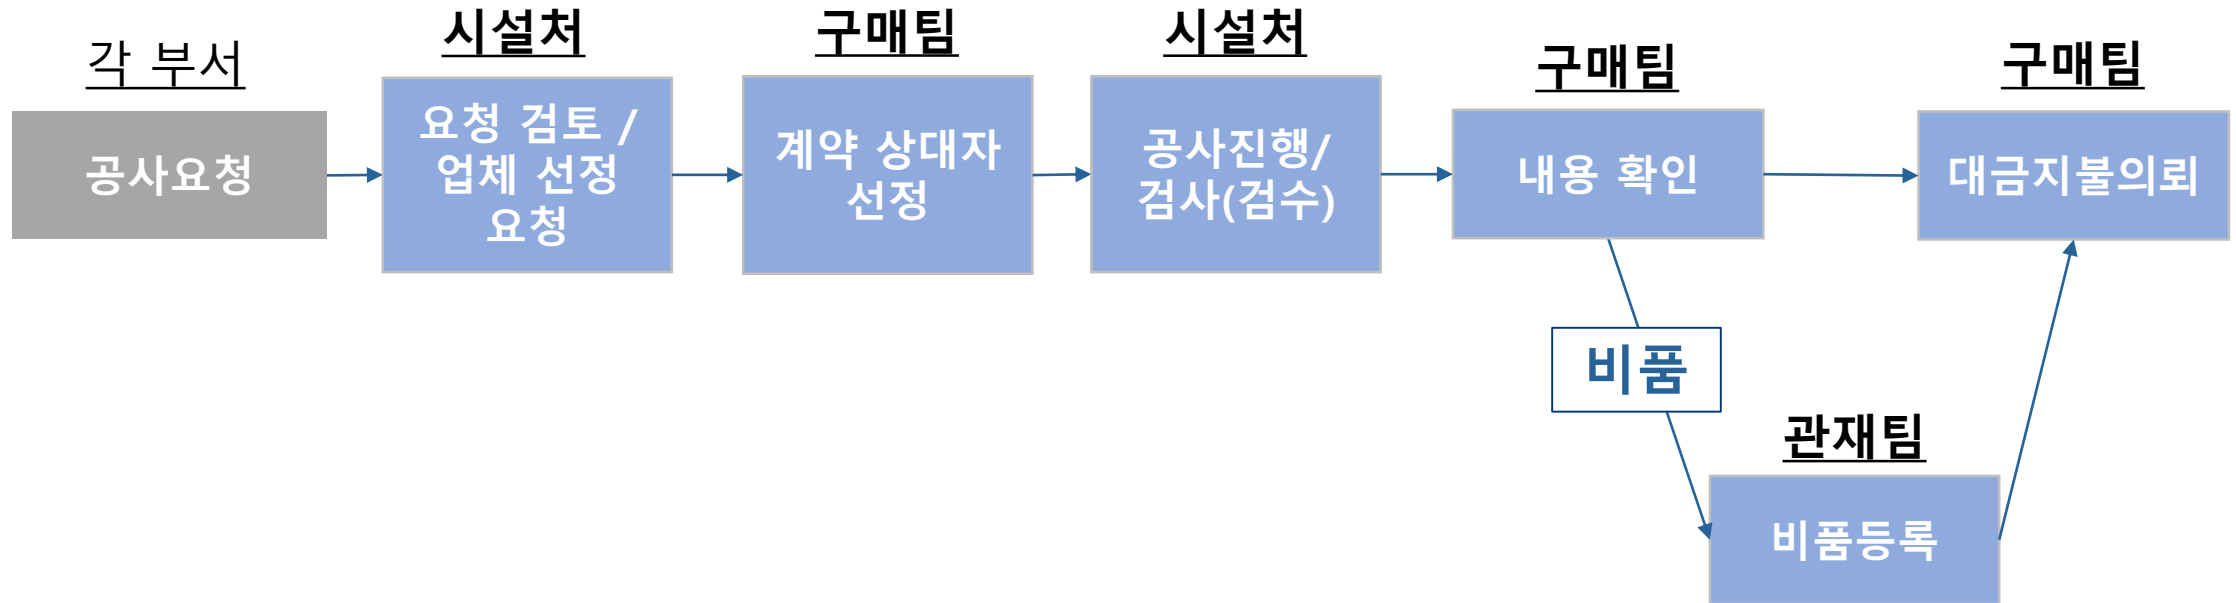 각 부서
공사요청
시설처
요청 검토 /
업체 선정
요청
구매팀
계약 상대자
선정
시설처
공사진행/
검사(검수)
구매팀
내용 확인
구매팀
대금지불의뢰
비품
관재팀
비품등록